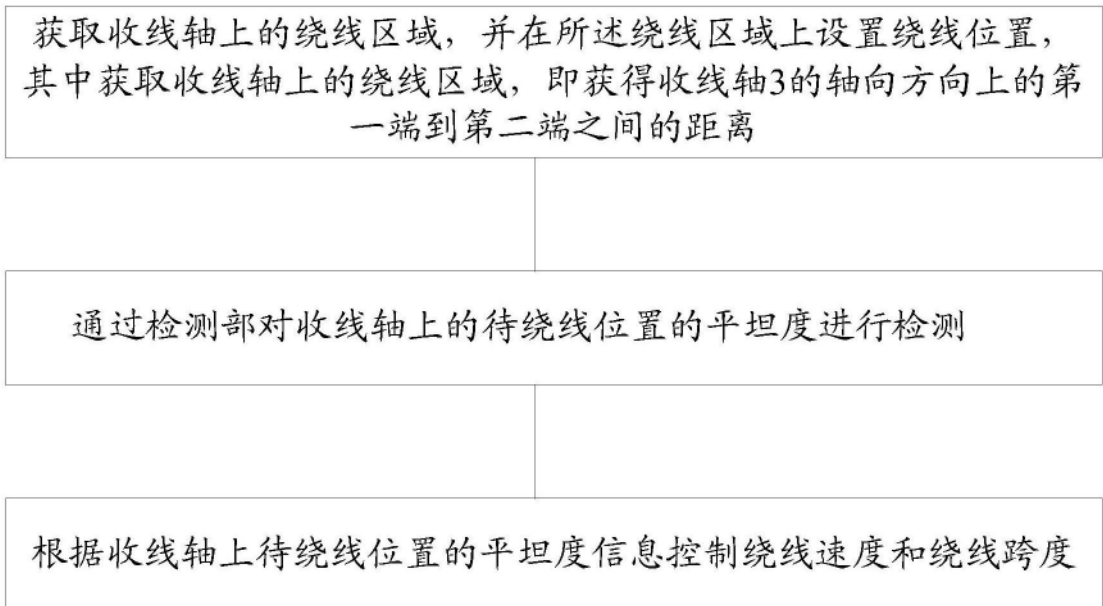 获取收线轴上的绕线区域，并在所述绕线区域上设置绕线位置，
其中获取收线轴上的绕线区域，即获得收线轴3的轴向方向上的第
一端到第二端之间的距离
通过检测部对收线轴上的待绕线位置的平坦度进行检测
根据收线轴上待绕线位置的平坦度信息控制绕线速度和绕线跨度